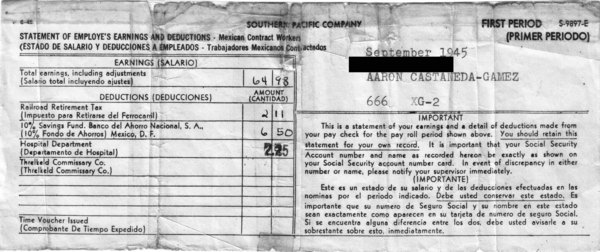 SOUTHERN PACIFIC COMPANY
FIRST PERIOD S-9897-E
(PRIMER PERIODO)
STATEMENT OF EMPLOYE'S EARNINGS AND DEDUCTIONS - Mexican Contract Workers
(ESTADO DE SALARIO Y DEDUCCIONES A EMPLEADOS - Trabajadores Mexicanos Contractados
EARNINGS (SALARIO)
Total earnings, including adjustments
(Salario total incluyendo ajustes) 64 98
DEDUCTIONS (DEDUCCIONES) AMOUNT (CANTIDAD)
Railroad Retirement Tax
(Impuesto para Retirarse del Ferrocarril) 2 11
10% Savings Fund, Banco del Ahorro Nacional, S. A.,
(10% Fondo de Ahorros) Mexico, D. F. 6 50
Hospital Department
(Departamento de Hospital) 2.25
Threlkeld Commissary Co.
(Threlkeld Commissary Co.)
Time Voucher Issued
(Comprobante De Tiempo Expedido)
September 1945
AARON CASTANEDA-GAMEZ
666 XG-2
IMPORTANT
This is a statement of your earnings and a detail of deductions made from
your pay check for the pay roll period shown above. You should retain this
statement for your own record. It is important that your Social Security
Account number and name as recorded hereon be exactly as shown on
your Social Security account number card. In event of discrepancy in either
number or name, please notify your supervisor immediately.
(IMPORTANTE)
Este es un estado de su salario y de las deducciones efectuadas en las
nominas por el periodo indicado. Debe usted conservar este estado. Es
importante que su numero de Seguro Social y su nombre en este estado
sean exactamente como aparecen en su tarjeta de numero de seguro Social.
Si se encuentra alguna diferencia entre los dos, debe usted avisarle a su
sobrestante sobre esto, inmediatamente.